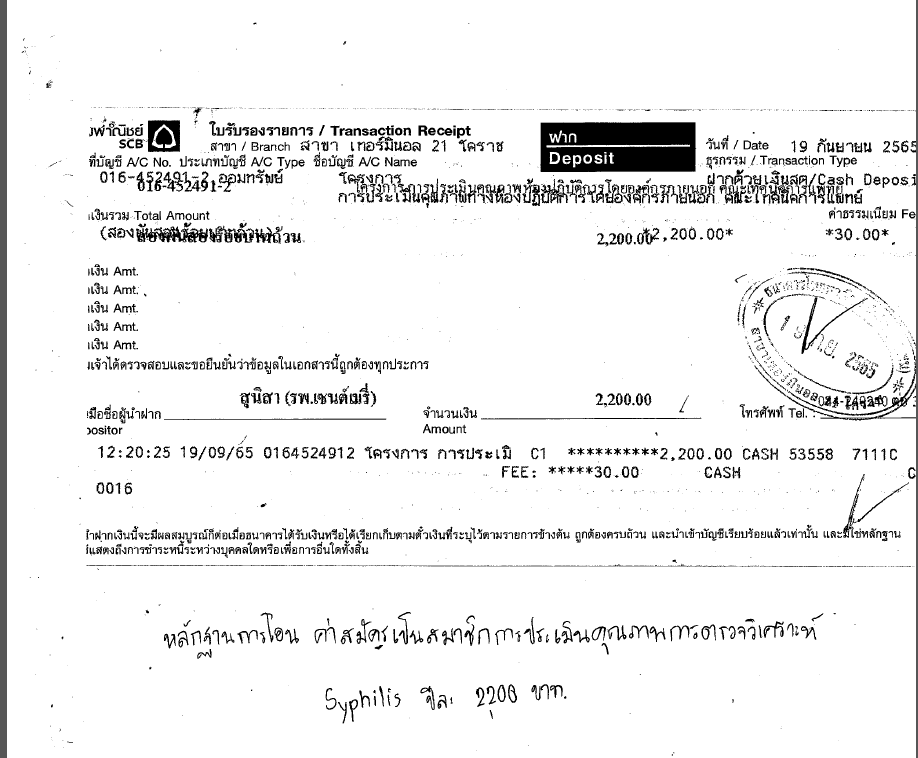 ใบรับรองรายการ / Transaction Receipt
SCB
สาขา / Branch สาขา เทอร์มินอล 21 โคราช
ฝาก
Deposit
วันที่ / Date 19 กันยายน 2565
ธุรกรรม / Transaction Type
ที่บัญชี A/C No. ประเภทบัญชี A/C Type ชื่อบัญชี A/C Name
016-452491-2 ออมทรัพย์ โครงการ ฝากด้วยเงินสด/Cash Deposi
016-452491-2 โครงการการประเมินคุณภาพห้องปฏิบัติการโดยองค์กรภายนอก คณะเทคนิคการแพทย์
การประเมินคุณภาพทางห้องปฏิบัติการโดยองค์กรภายนอก คณะเทคนิคการแพทย์
เงินรวม Total Amount ค่าธรรมเนียม Fe
(สองพันสองร้อยบาทถ้วน) *2,200.00* *30.00*
สองพันสองร้อยบาทถ้วน 2,200.00
เงิน Amt.
เงิน Amt.
เงิน Amt.
เงิน Amt.
เงิน Amt.
2565
เจ้าได้ตรวจสอบและขอยืนยันว่าข้อมูลในเอกสารนี้ถูกต้องทุกประการ
สุนิสา (รพ.เซนต์เมรี่) 2,200.00
มือชื่อผู้นำฝาก จำนวนเงิน โทรศัพท์ Tel. :
positor Amount
12:20:25 19/09/65 0164524912 โครงการ การประเมิ C1 **********2,200.00 CASH 53558 7111C
FEE: *****30.00 CASH C
0016
นำฝากเงินนี้จะมีผลสมบูรณ์ก็ต่อเมื่อธนาคารได้รับเงินหรือได้เรียกเก็บตามตั๋วเงินที่ระบุไว้ตามรายการข้างต้น ถูกต้องครบถ้วน และนำเข้าบัญชีเรียบร้อยแล้วเท่านั้น และมิใช่หลักฐาน
แสดงถึงการชำระหนี้ระหว่างบุคคลใดหรือเพื่อการอื่นใดทั้งสิ้น
หลักฐานการโอน ค่าสมัครเป็นสมาชิกการประเมินคุณภาพการตรวจวิเคราะห์
Syphilis ปีละ 2200 บาท.